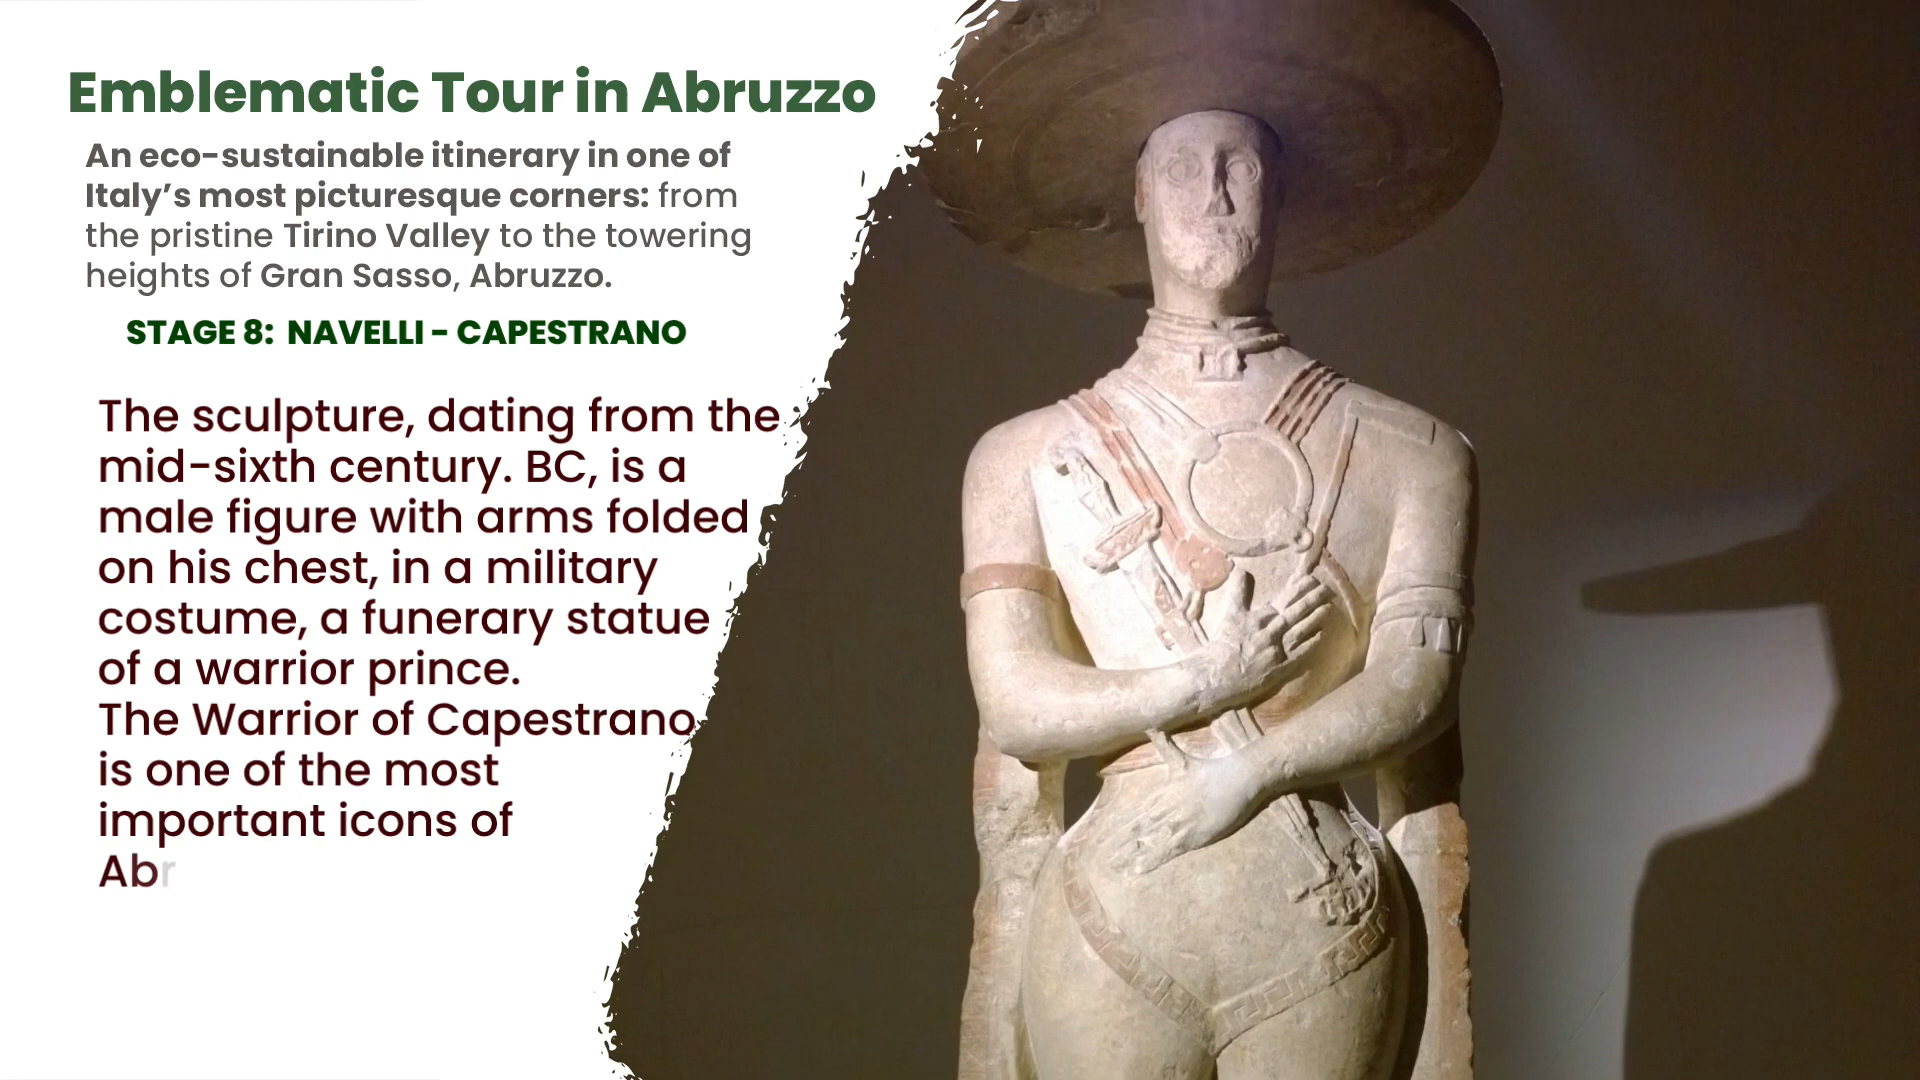 Emblematic Tour in Abruzzo
An eco-sustainable itinerary in one of
Italy's most picturesque corners: from
the pristine Tirino Valley to the towering
heights of Gran Sasso, Abruzzo.
STAGE 8: NAVELLI - CAPESTRANO
The sculpture, dating from the
mid-sixth century. BC, is a
male figure with arms folded
on his chest, in a military
costume, a funerary statue
of a warrior prince.
The Warrior of Capestrano
is one of the most
important icons of
Abr